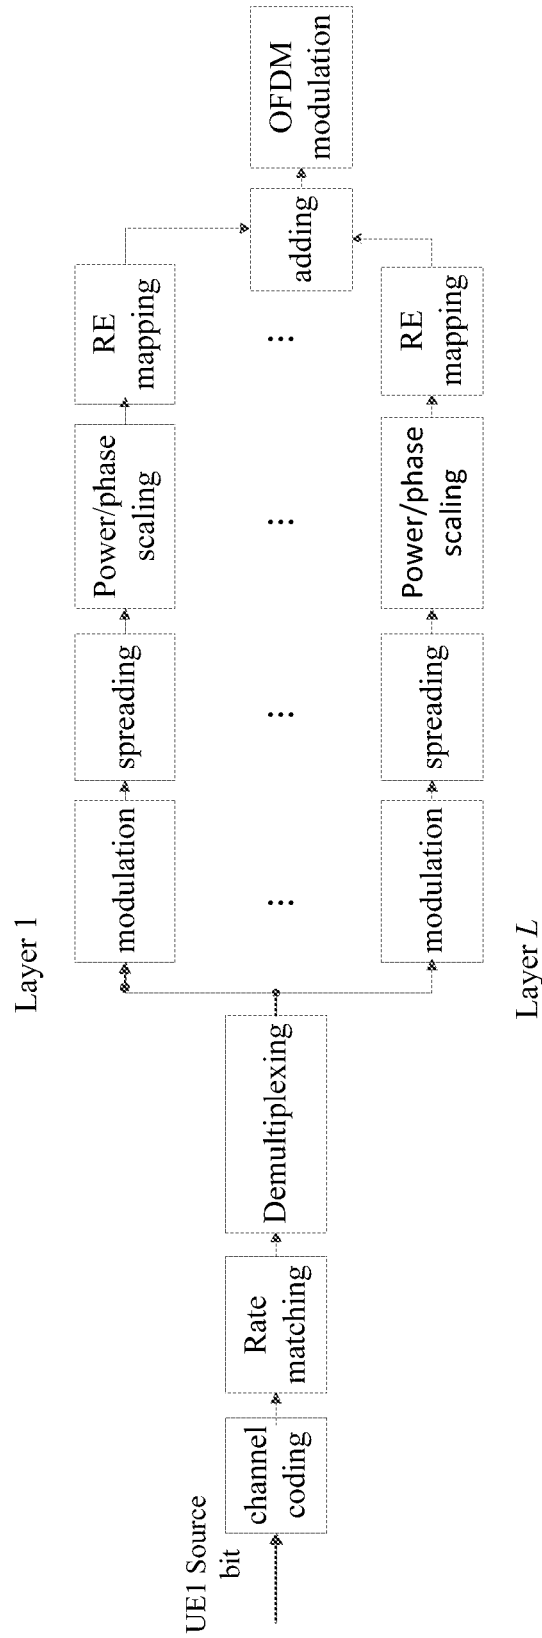 UE1 Source
bit
channel
coding
Rate
matching
Demultiplexing
Layer 1
modulation
spreading
Power/phase
scaling
RE
mapping
...
...
...
...
Layer L
modulation
spreading
Power/phase
scaling
RE
mapping
adding
OFDM
modulation